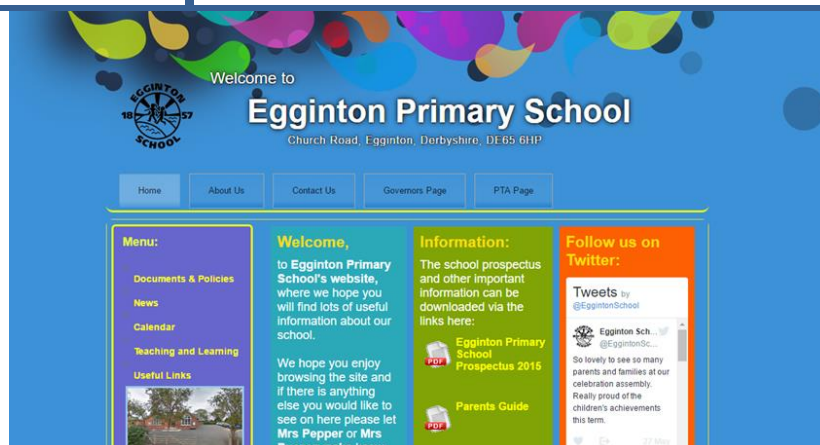 Welcome to
Egginton Primary School
Church Road, Egginton, Derbyshire, DE65 6HP
EGGINTON
18 57
SCHOOL
Home
About Us
Contact Us
Governors Page
PTA Page
Menu:
Documents & Policies
News
Calendar
Teaching and Learning
Useful Links
Welcome,
to Egginton Primary
School's website,
where we hope you
will find lots of useful
information about our
school.
We hope you enjoy
browsing the site and
if there is anything
else you would like to
see on here please let
Mrs Pepper or Mrs
Information:
The school prospectus
and other important
information can be
downloaded via the
links here:
PDF
Egginton Primary
School
Prospectus 2015
PDF
Parents Guide
Follow us on
Twitter:
Tweets by
@EggintonSchool
Egginton Sch...
@EggintonSc...
So lovely to see so many
parents and families at our
celebration assembly.
Really proud of the
children's achievements
this term.
27 May